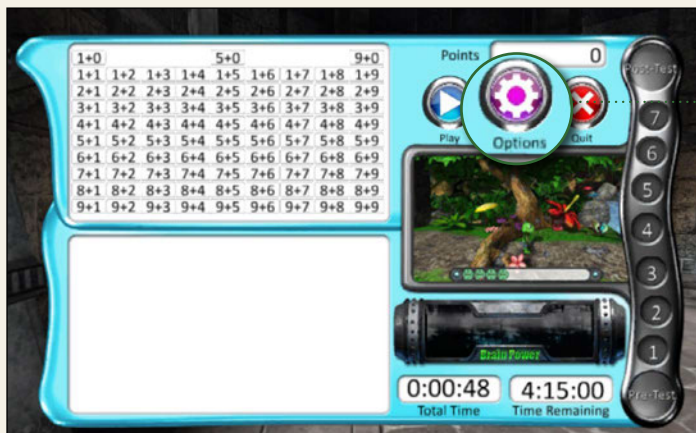 1+0 5+0 9+0
1+1 1+2 1+3 1+4 1+5 1+6 1+7 1+8 1+9
2+1 2+2 2+3 2+4 2+5 2+6 2+7 2+8 2+9
3+1 3+2 3+3 3+4 3+5 3+6 3+7 3+8 3+9
4+1 4+2 4+3 4+4 4+5 4+6 4+7 4+8 4+9
5+1 5+2 5+3 5+4 5+5 5+6 5+7 5+8 5+9
6+1 6+2 6+3 6+4 6+5 6+6 6+7 6+8 6+9
7+1 7+2 7+3 7+4 7+5 7+6 7+7 7+8 7+9
8+1 8+2 8+3 8+4 8+5 8+6 8+7 8+8 8+9
9+1 9+2 9+3 9+4 9+5 9+6 9+7 9+8 9+9
Points 0
Play Options Quit
Brain Power
0:00:48 4:15:00
Total Time Time Remaining
Post-Test
7
6
5
4
3
2
1
Pre-Test